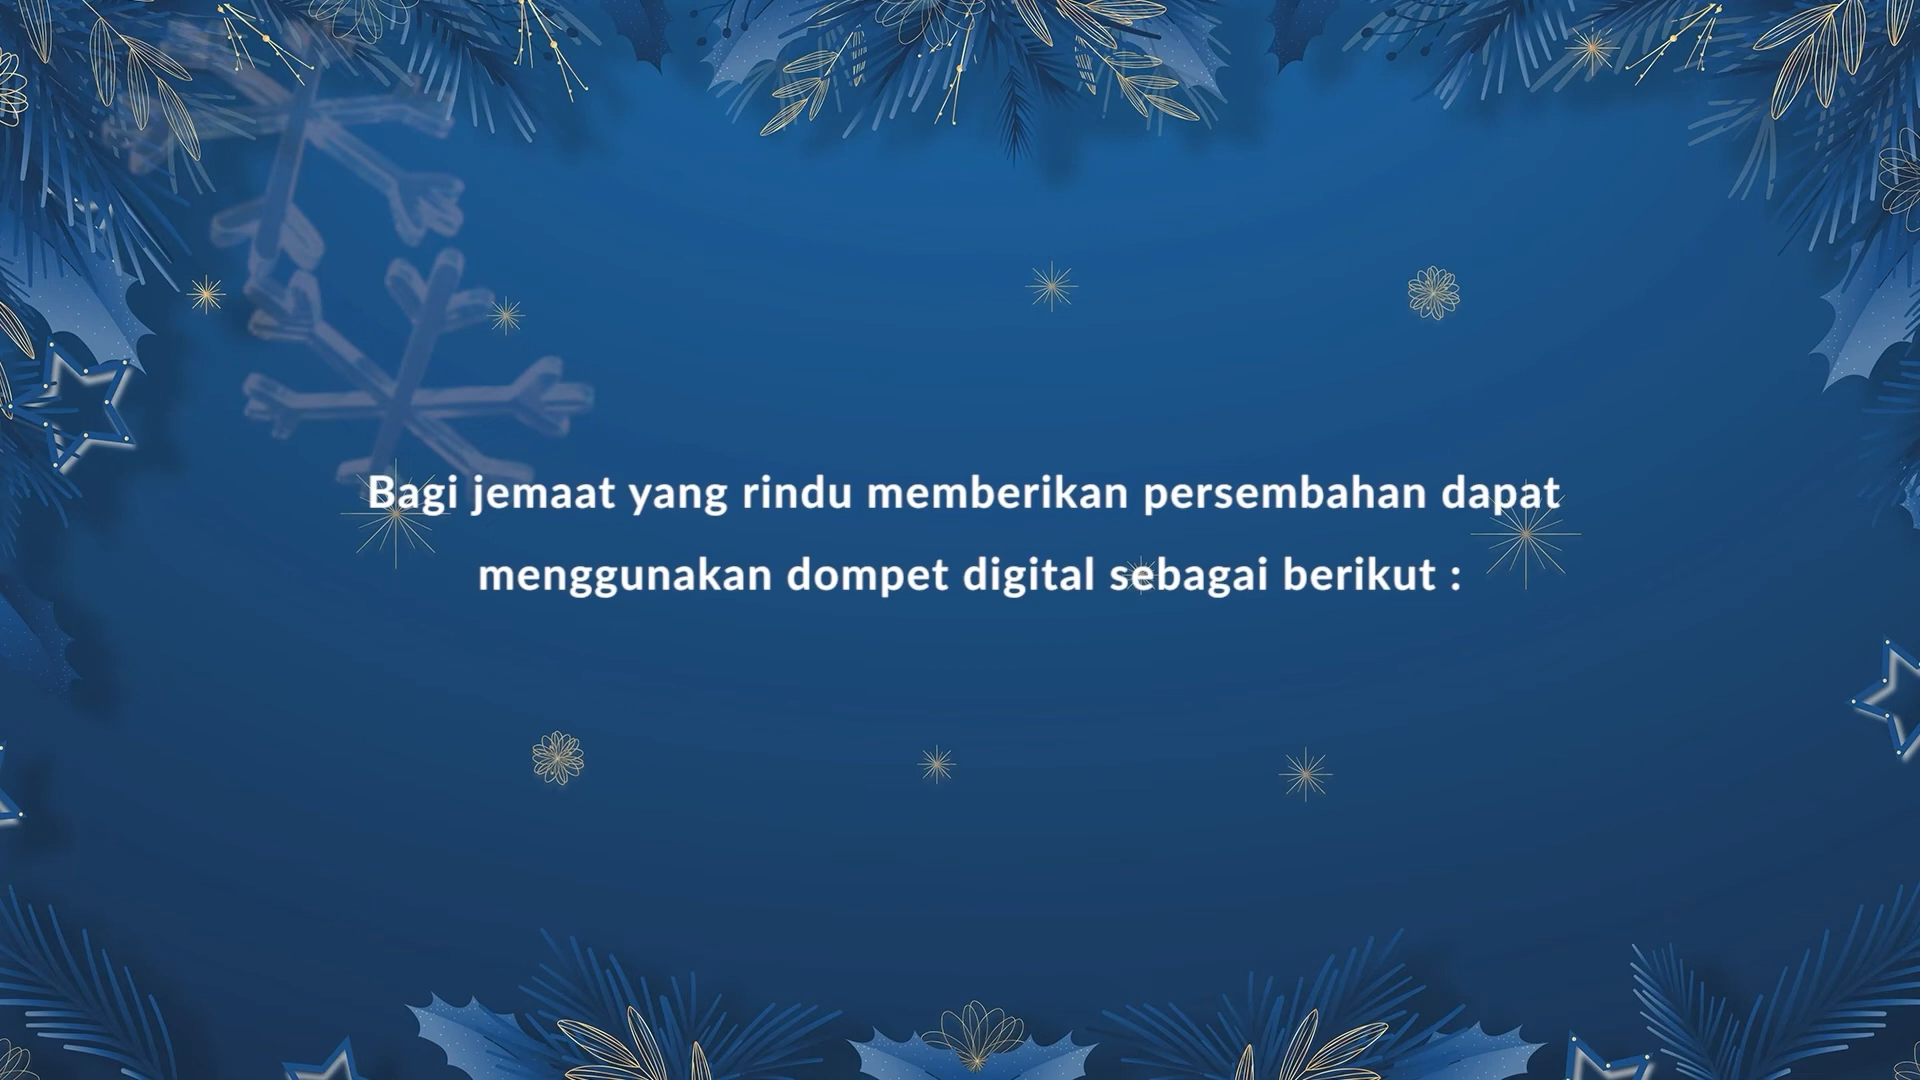 Bagi jemaat yang rindu memberikan persembahan dapat
menggunakan dompet digital sebagai berikut :